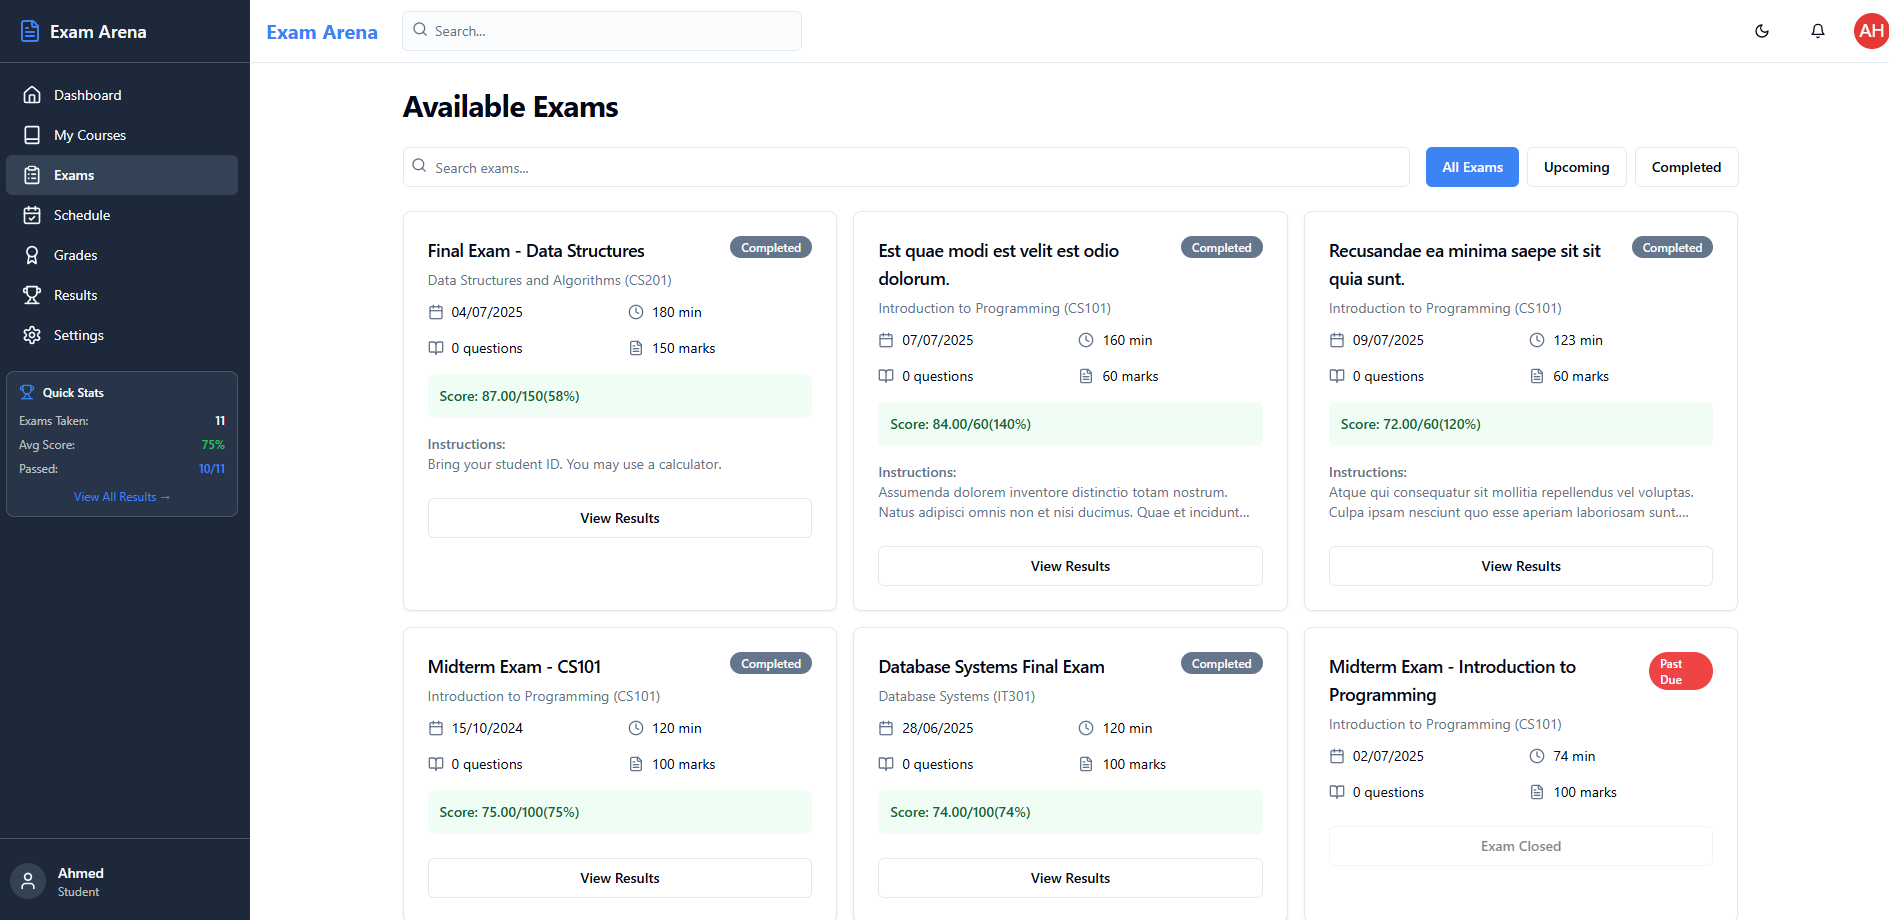 Exam Arena
Dashboard
My Courses
Exams
Schedule
Grades
Results
Settings
Quick Stats
Exams Taken: 11
Avg Score: 75%
Passed: 10/11
View All Results →
Ahmed
Student
Exam Arena
Search...
AH
Available Exams
Search exams...
All Exams
Upcoming
Completed
Final Exam - Data Structures
Completed
Data Structures and Algorithms (CS201)
04/07/2025
180 min
0 questions
150 marks
Score: 87.00/150(58%)
Instructions:
Bring your student ID. You may use a calculator.
View Results
Est quae modi est velit est odio
dolorum.
Completed
Introduction to Programming (CS101)
07/07/2025
160 min
0 questions
60 marks
Score: 84.00/60(140%)
Instructions:
Assumenda dolorem inventore distinctio totam nostrum.
Natus adipisci omnis non et nisi ducimus. Quae et incidunt...
View Results
Recusandae ea minima saepe sit sit
quia sunt.
Completed
Introduction to Programming (CS101)
09/07/2025
123 min
0 questions
60 marks
Score: 72.00/60(120%)
Instructions:
Atque qui consequatur sit mollitia repellendus vel voluptas.
Culpa ipsam nesciunt quo esse aperiam laboriosam sunt....
View Results
Midterm Exam - CS101
Completed
Introduction to Programming (CS101)
15/10/2024
120 min
0 questions
100 marks
Score: 75.00/100(75%)
View Results
Database Systems Final Exam
Completed
Database Systems (IT301)
28/06/2025
120 min
0 questions
100 marks
Score: 74.00/100(74%)
View Results
Midterm Exam - Introduction to
Programming
Past
Due
Introduction to Programming (CS101)
02/07/2025
74 min
0 questions
100 marks
Exam Closed